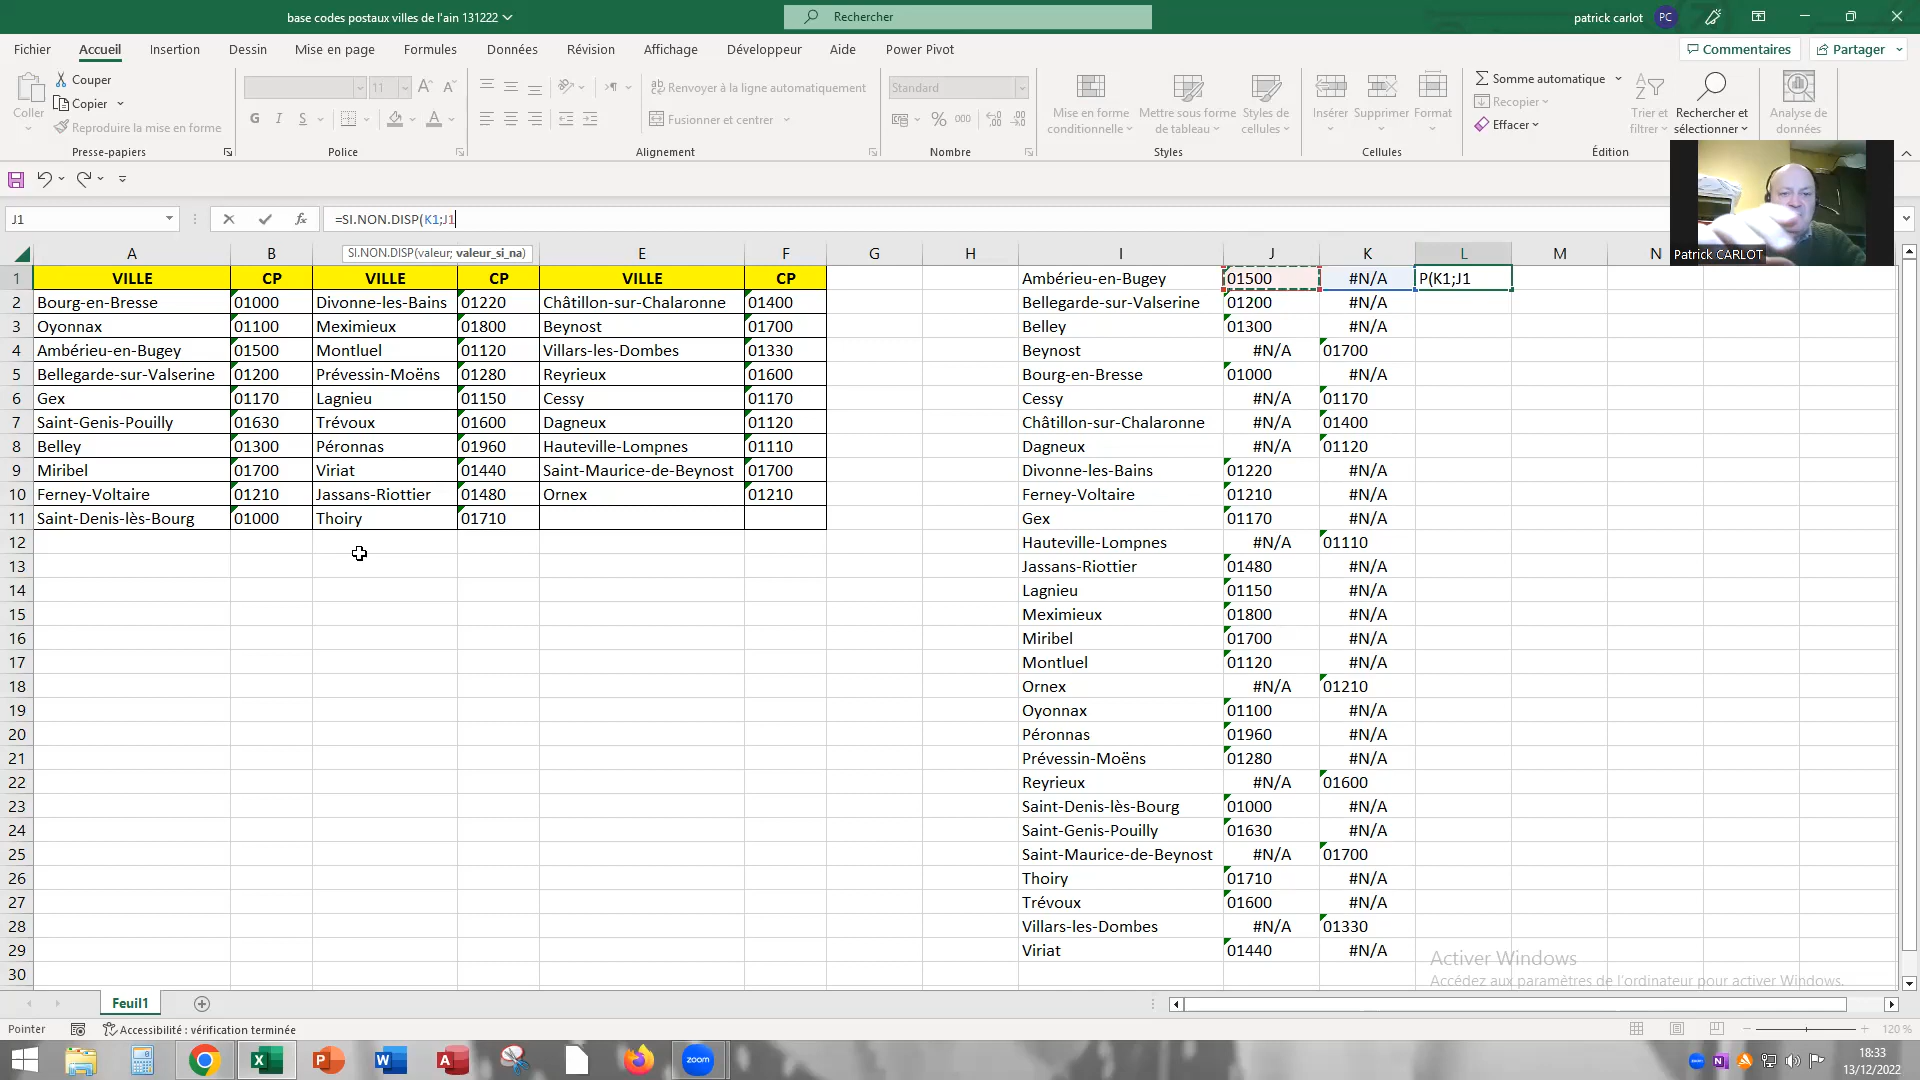 base codes postaux villes de l'ain 131222
Rechercher
patrick carlot
PC
Fichier Accueil Insertion Dessin Mise en page Formules Données Révision Affichage Développeur Aide Power Pivot
Commentaires Partager
Coller
Couper
Copier
Reproduire la mise en forme
Presse-papiers
11
G I S
Police
Renvoyer à la ligne automatiquement
Fusionner et centrer
Alignement
Standard
% 000
Nombre
Mise en forme conditionnelle
Mettre sous forme de tableau
Styles de cellules
Styles
Insérer Supprimer Format
Cellules
Somme automatique
Recopier
Effacer
Trier et filtrer
Rechercher et sélectionner
Édition
Analyse de données
Patrick CARLOT
J1
=SI.NON.DISP(K1;J1
SI.NON.DISP(valeur; valeur_si_na)
A B E F G H I J K L M N
1 VILLE CP VILLE CP VILLE CP Ambérieu-en-Bugey 01500 #N/A P(K1;J1
2 Bourg-en-Bresse 01000 Divonne-les-Bains 01220 Châtillon-sur-Chalaronne 01400 Bellegarde-sur-Valserine 01200 #N/A
3 Oyonnax 01100 Meximieux 01800 Beynost 01700 Belley 01300 #N/A
4 Ambérieu-en-Bugey 01500 Montluel 01120 Villars-les-Dombes 01330 Beynost #N/A 01700
5 Bellegarde-sur-Valserine 01200 Prévessin-Moëns 01280 Reyrieux 01600 Bourg-en-Bresse 01000 #N/A
6 Gex 01170 Lagnieu 01150 Cessy 01170 Cessy #N/A 01170
7 Saint-Genis-Pouilly 01630 Trévoux 01600 Dagneux 01120 Châtillon-sur-Chalaronne #N/A 01400
8 Belley 01300 Péronnas 01960 Hauteville-Lompnes 01110 Dagneux #N/A 01120
9 Miribel 01700 Viriat 01440 Saint-Maurice-de-Beynost 01700 Divonne-les-Bains 01220 #N/A
10 Ferney-Voltaire 01210 Jassans-Riottier 01480 Ornex 01210 Ferney-Voltaire 01210 #N/A
11 Saint-Denis-lès-Bourg 01000 Thoiry 01710 Gex 01170 #N/A
12 Hauteville-Lompnes #N/A 01110
13 Jassans-Riottier 01480 #N/A
14 Lagnieu 01150 #N/A
15 Meximieux 01800 #N/A
16 Miribel 01700 #N/A
17 Montluel 01120 #N/A
18 Ornex #N/A 01210
19 Oyonnax 01100 #N/A
20 Péronnas 01960 #N/A
21 Prévessin-Moëns 01280 #N/A
22 Reyrieux #N/A 01600
23 Saint-Denis-lès-Bourg 01000 #N/A
24 Saint-Genis-Pouilly 01630 #N/A
25 Saint-Maurice-de-Beynost #N/A 01700
26 Thoiry 01710 #N/A
27 Trévoux 01600 #N/A
28 Villars-les-Dombes #N/A 01330
29 Viriat 01440 #N/A
30
Activer Windows
Accédez aux paramètres de l'ordinateur pour activer Windows.
Feuil1
Pointer
Accessibilité : vérification terminée
120 %
zoom
18:33
13/12/2022